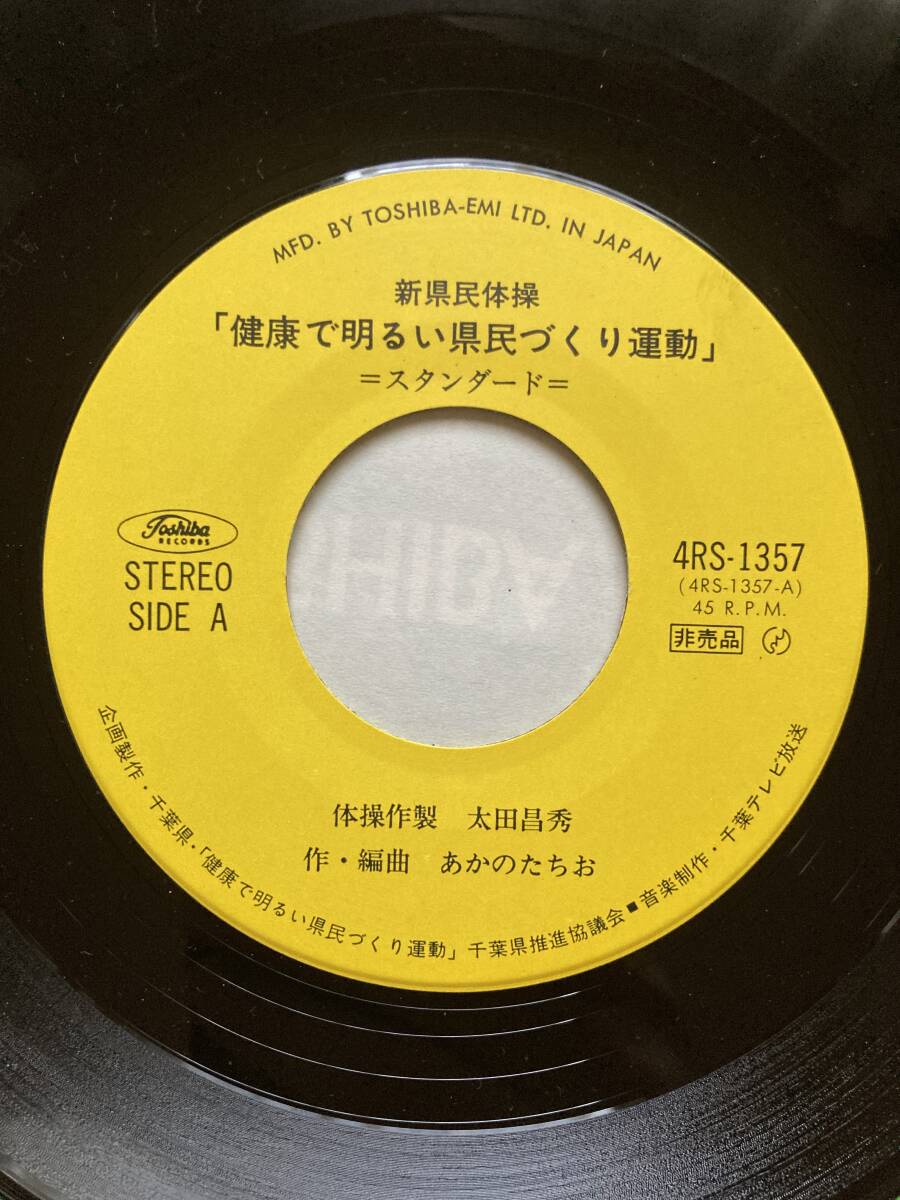 MFD. BY TOSHIBA-EMI LTD. IN JAPAN
新県民体操
「健康で明るい県民づくり運動」
=スタンダード=
Toshiba
RECORDS
STEREO
SIDE A
4RS-1357
(4RS-1357-A)
45 R.P.M.
非売品
体操作製 太田昌秀
作・編曲 あかのたちお
企画製作・千葉県・「健康で明るい県民づくり運動」千葉県推進協議会■音楽制作・千葉テレビ放送